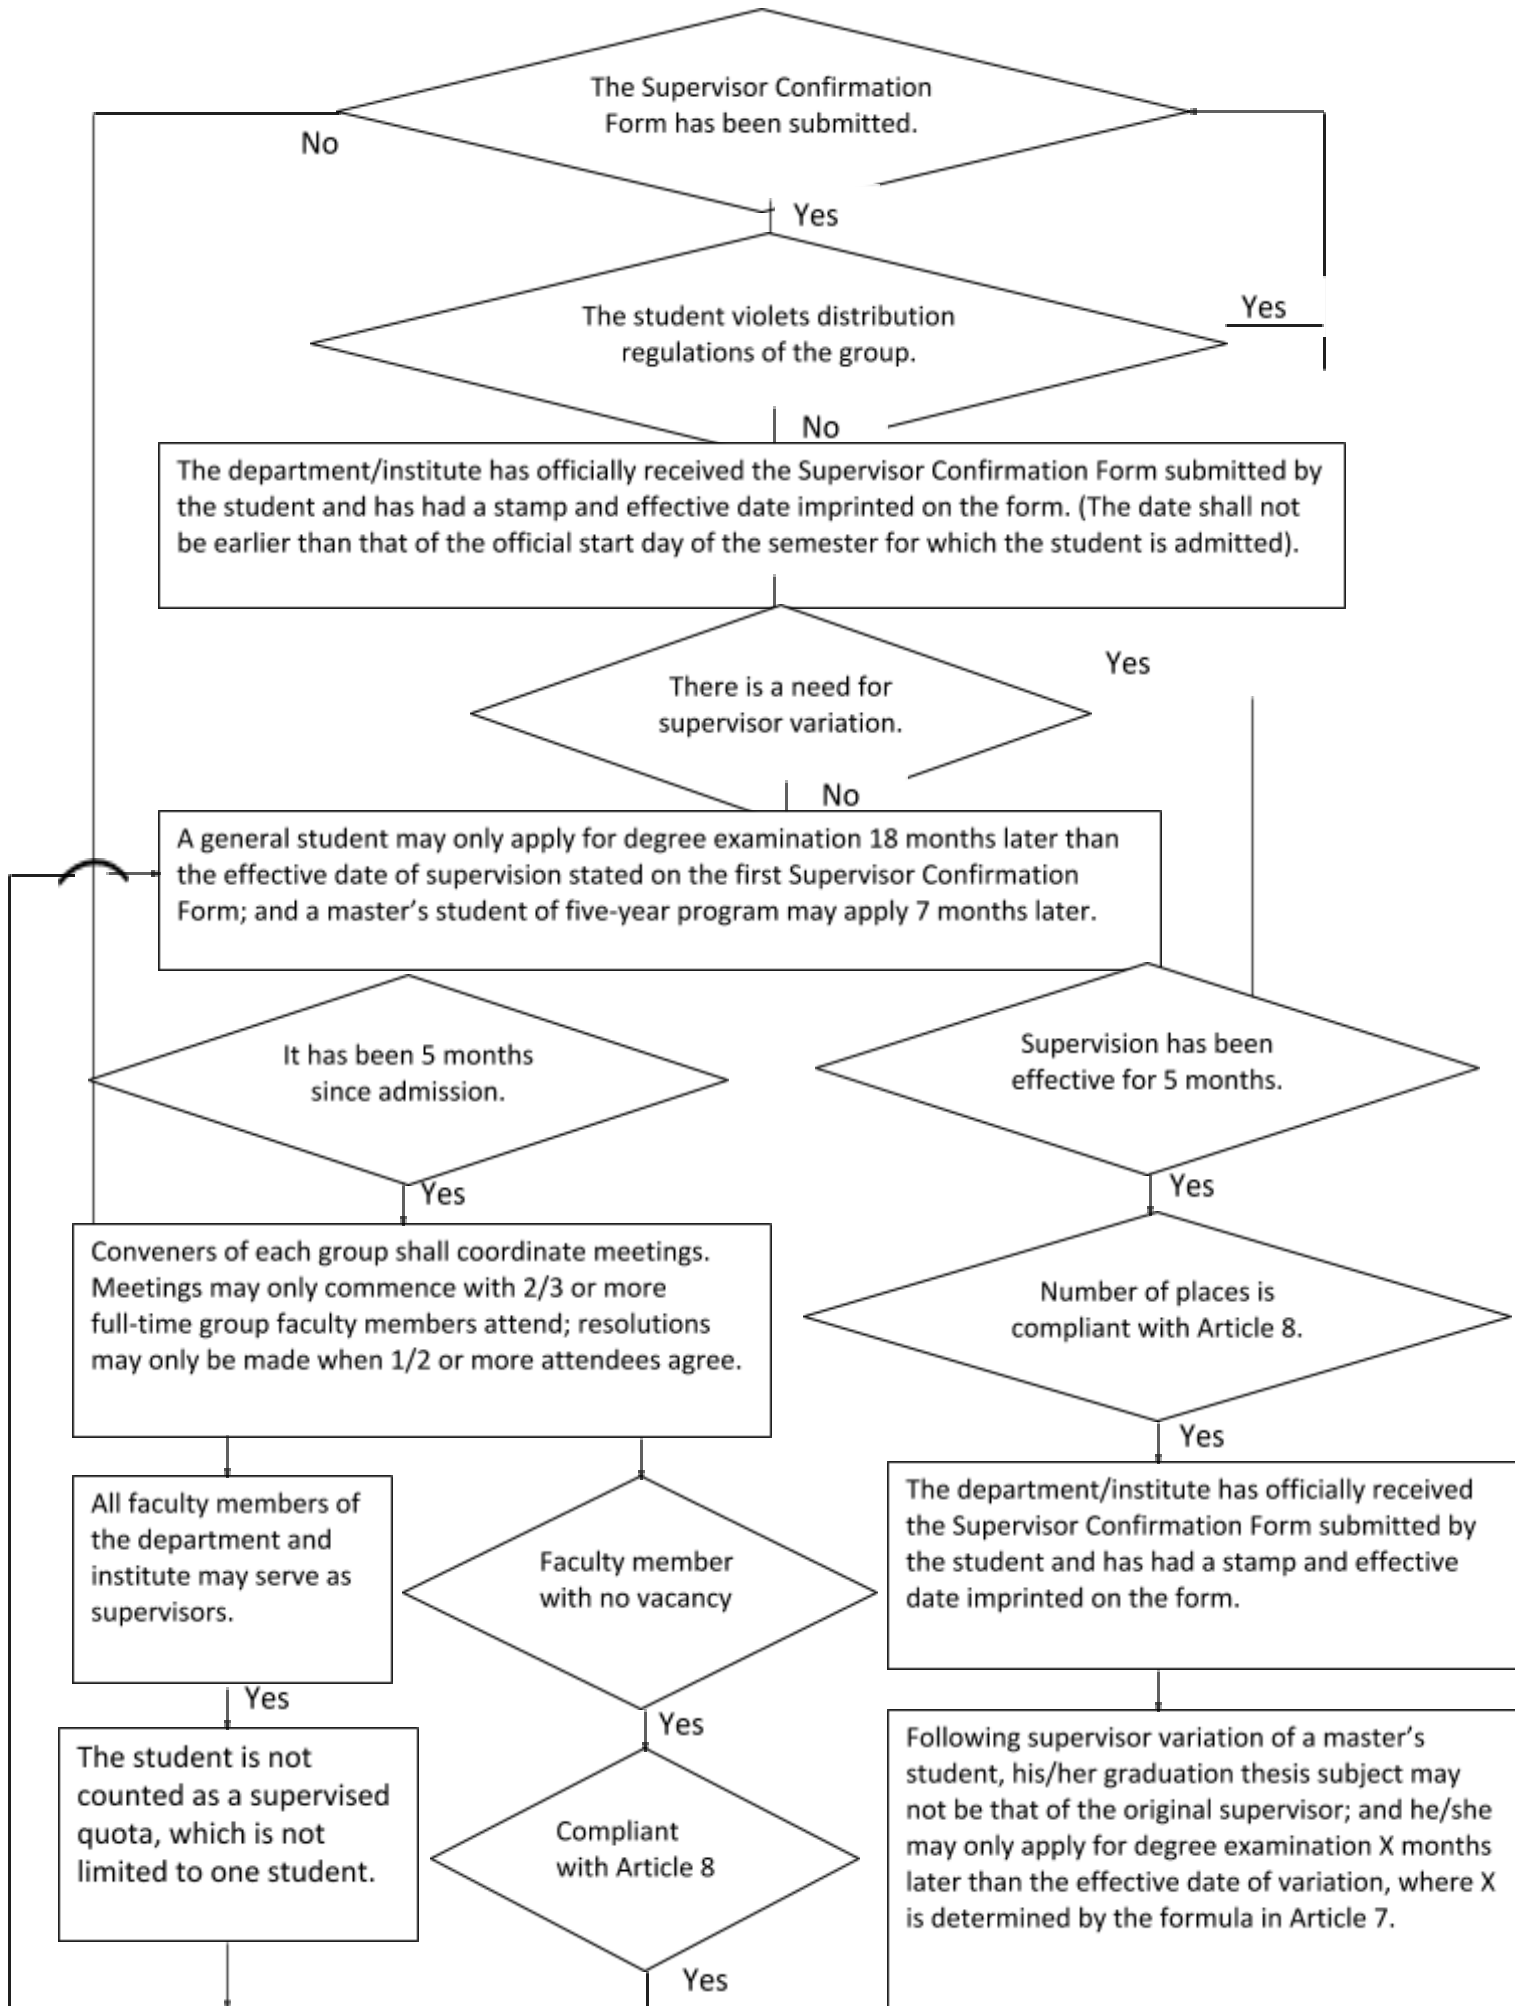 The Supervisor Confirmation
Form has been submitted.
No
Yes
The student violets distribution
regulations of the group.
Yes
No
The department/institute has officially received the Supervisor Confirmation Form submitted by
the student and has had a stamp and effective date imprinted on the form. (The date shall not
be earlier than that of the official start day of the semester for which the student is admitted).
There is a need for
supervisor variation.
Yes
No
A general student may only apply for degree examination 18 months later than
the effective date of supervision stated on the first Supervisor Confirmation
Form; and a master’s student of five-year program may apply 7 months later.
It has been 5 months
since admission.
Yes
Supervision has been
effective for 5 months.
Yes
Conveners of each group shall coordinate meetings.
Meetings may only commence with 2/3 or more
full-time group faculty members attend; resolutions
may only be made when 1/2 or more attendees agree.
Number of places is
compliant with Article 8.
Yes
All faculty members of
the department and
institute may serve as
supervisors.
Yes
Faculty member
with no vacancy
Yes
The department/institute has officially received
the Supervisor Confirmation Form submitted by
the student and has had a stamp and effective
date imprinted on the form.
The student is not
counted as a supervised
quota, which is not
limited to one student.
Compliant
with Article 8
Yes
Following supervisor variation of a master’s
student, his/her graduation thesis subject may
not be that of the original supervisor; and he/she
may only apply for degree examination X months
later than the effective date of variation, where X
is determined by the formula in Article 7.